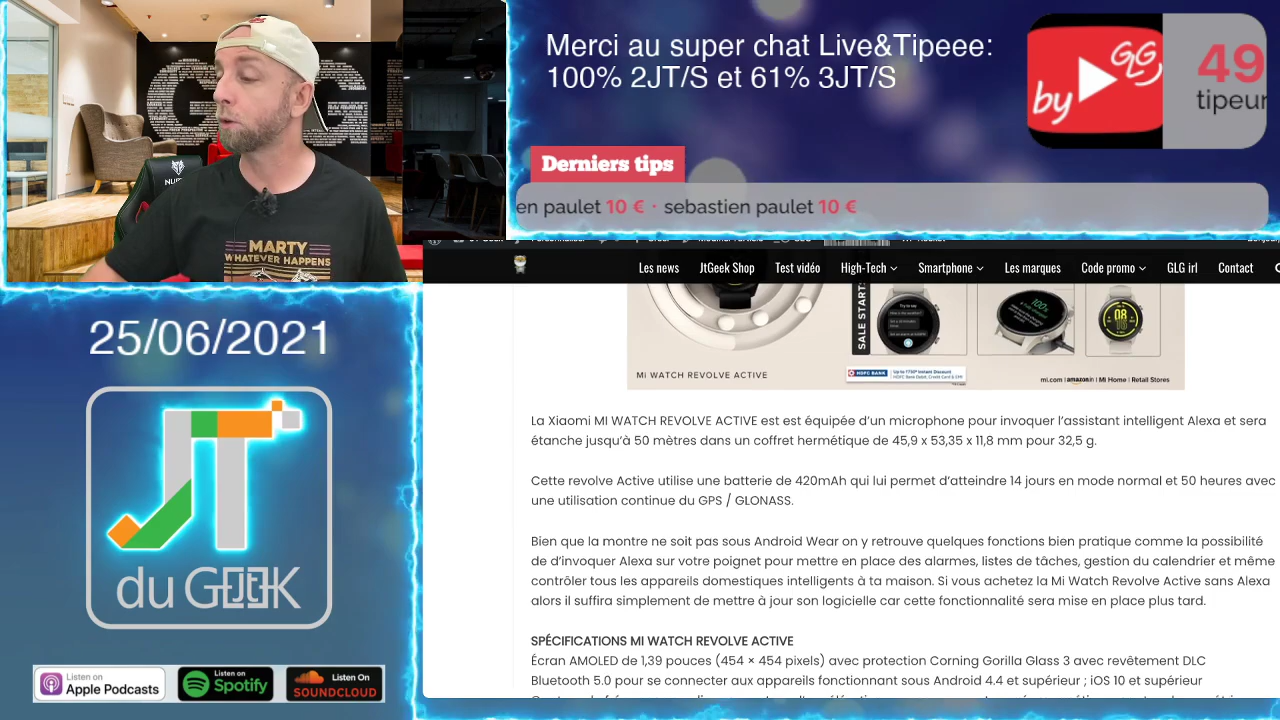 Merci au super chat Live&Tipeee:
100% 2JT/S et 61% 3JT/S
by GLG
49
tipeur
Derniers tips
en paulet 10 € · sebastien paulet 10 €
MARTY
WHATEVER HAPPENS
25/06/2021
JT
du GEEK
Listen on
Apple Podcasts
Listen on
Spotify
Listen On
SOUNDCLOUD
Les news JtGeek Shop Test vidéo High-Tech Smartphone Les marques Code promo GLG irl Contact
SALE START:
MI WATCH REVOLVE ACTIVE
HDFC BANK
mi.com | amazon.in | Mi Home | Retail Stores
La Xiaomi MI WATCH REVOLVE ACTIVE est est équipée d’un microphone pour invoquer l’assistant intelligent Alexa et sera
étanche jusqu’à 50 mètres dans un coffret hermétique de 45,9 x 53,35 x 11,8 mm pour 32,5 g.
Cette revolve Active utilise une batterie de 420mAh qui lui permet d’atteindre 14 jours en mode normal et 50 heures avec
une utilisation continue du GPS / GLONASS.
Bien que la montre ne soit pas sous Android Wear on y retrouve quelques fonctions bien pratique comme la possibilité
de d’invoquer Alexa sur votre poignet pour mettre en place des alarmes, listes de tâches, gestion du calendrier et même
contrôler tous les appareils domestiques intelligents à ta maison. Si vous achetez la Mi Watch Revolve Active sans Alexa
alors il suffira simplement de mettre à jour son logicielle car cette fonctionnalité sera mise en place plus tard.
SPÉCIFICATIONS MI WATCH REVOLVE ACTIVE
Écran AMOLED de 1,39 pouces (454 × 454 pixels) avec protection Corning Gorilla Glass 3 avec revêtement DLC
Bluetooth 5.0 pour se connecter aux appareils fonctionnant sous Android 4.4 et supérieur ; iOS 10 et supérieur